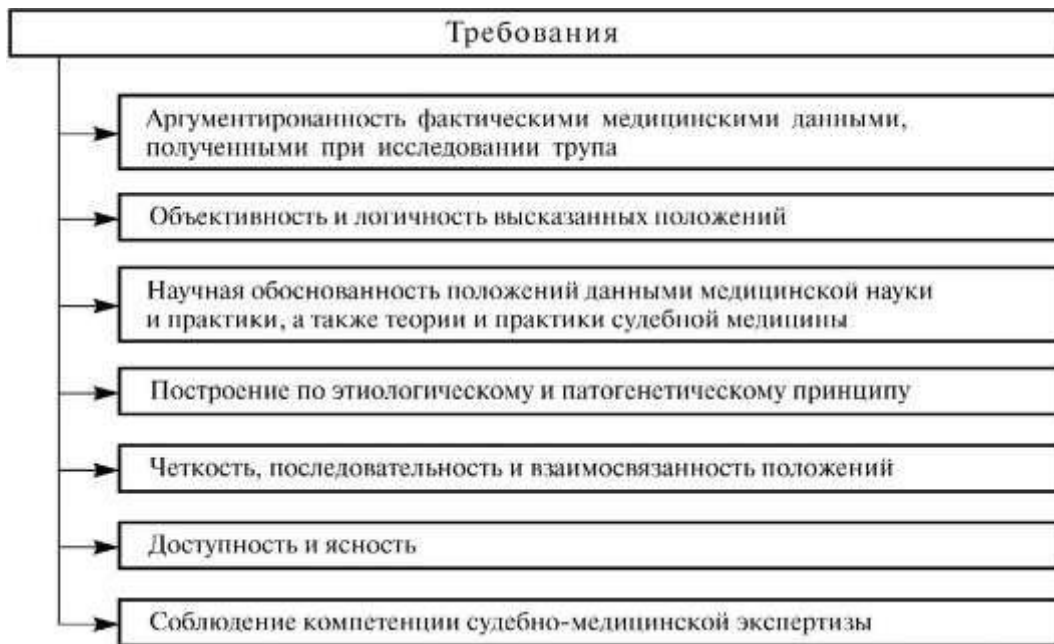 Требования
Аргументированность фактическими медицинскими данными,
полученными при исследовании трупа
Объективность и логичность высказанных положений
Научная обоснованность положений данными медицинской науки
и практики, а также теории и практики судебной медицины
Построение по этиологическому и патогенетическому принципу
Четкость, последовательность и взаимосвязанность положений
Доступность и ясность
Соблюдение компетенции судебно-медицинской экспертизы